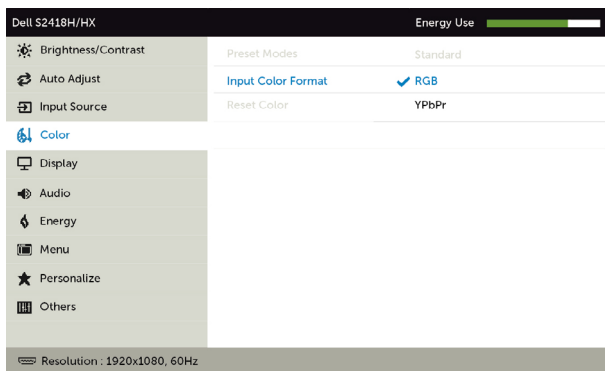 Dell S2418H/HX Energy Use
Brightness/Contrast Preset Modes Standard
Auto Adjust Input Color Format RGB
Input Source Reset Color YPbPr
Color
Display
Audio
Energy
Menu
Personalize
Others
Resolution : 1920x1080, 60Hz